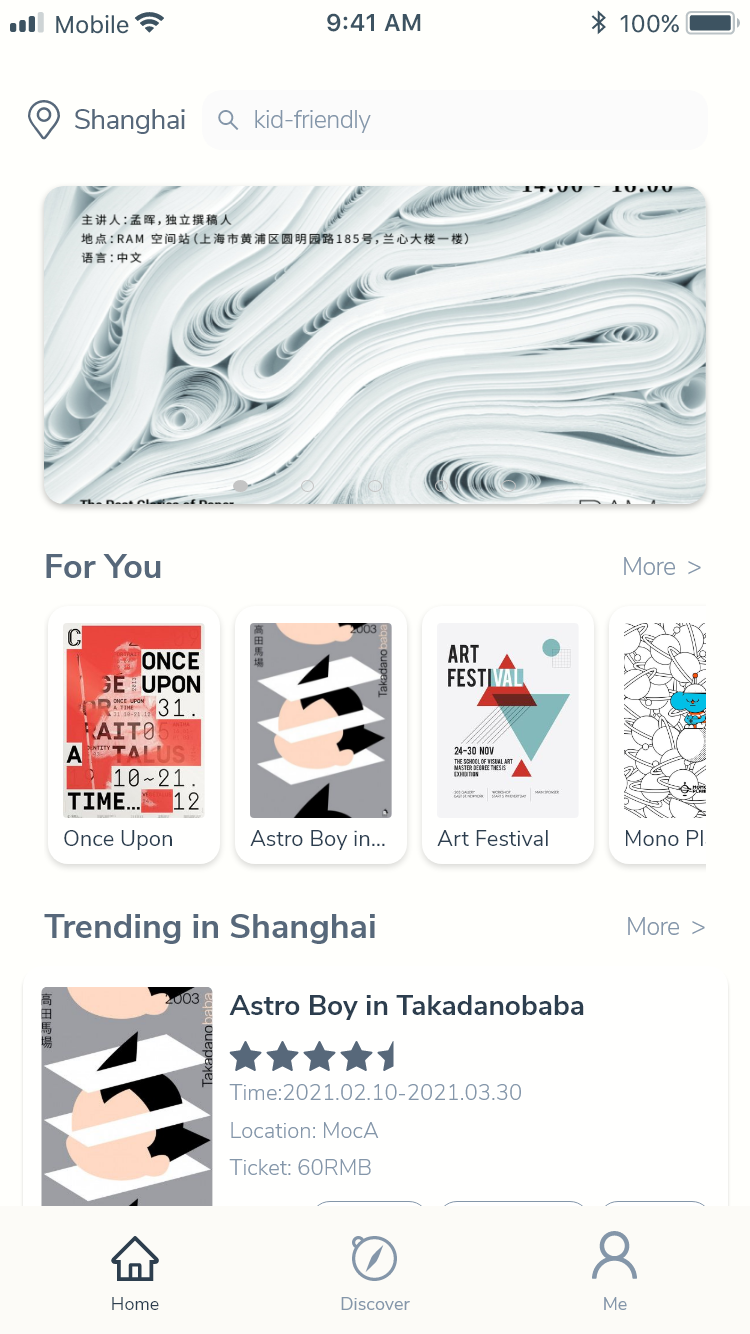 Mobile
9:41 AM
100%
Shanghai
kid-friendly
14:00 - 16:00
主讲人:孟晖,独立撰稿人
地点:RAM 空间站(上海市黄浦区圆明园路185号,兰心大楼一楼)
语言:中文
For You
More >
C
ONCE
UPON
31.
A
TALUS
10~21.
TIME...
12
Once Upon
高田馬場
2003
Takadanobaba
Astro Boy in...
ART
FESTIVAL
24-30 NOV
THE SCHOOL OF VISUAL ART
MASTER DEGREE THESIS
EXHIBITION
Art Festival
Mono Pl
Trending in Shanghai
More >
高田馬場
2003
Takadanobaba
Astro Boy in Takadanobaba
Time:2021.02.10-2021.03.30
Location: MocA
Ticket: 60RMB
Home
Discover
Me